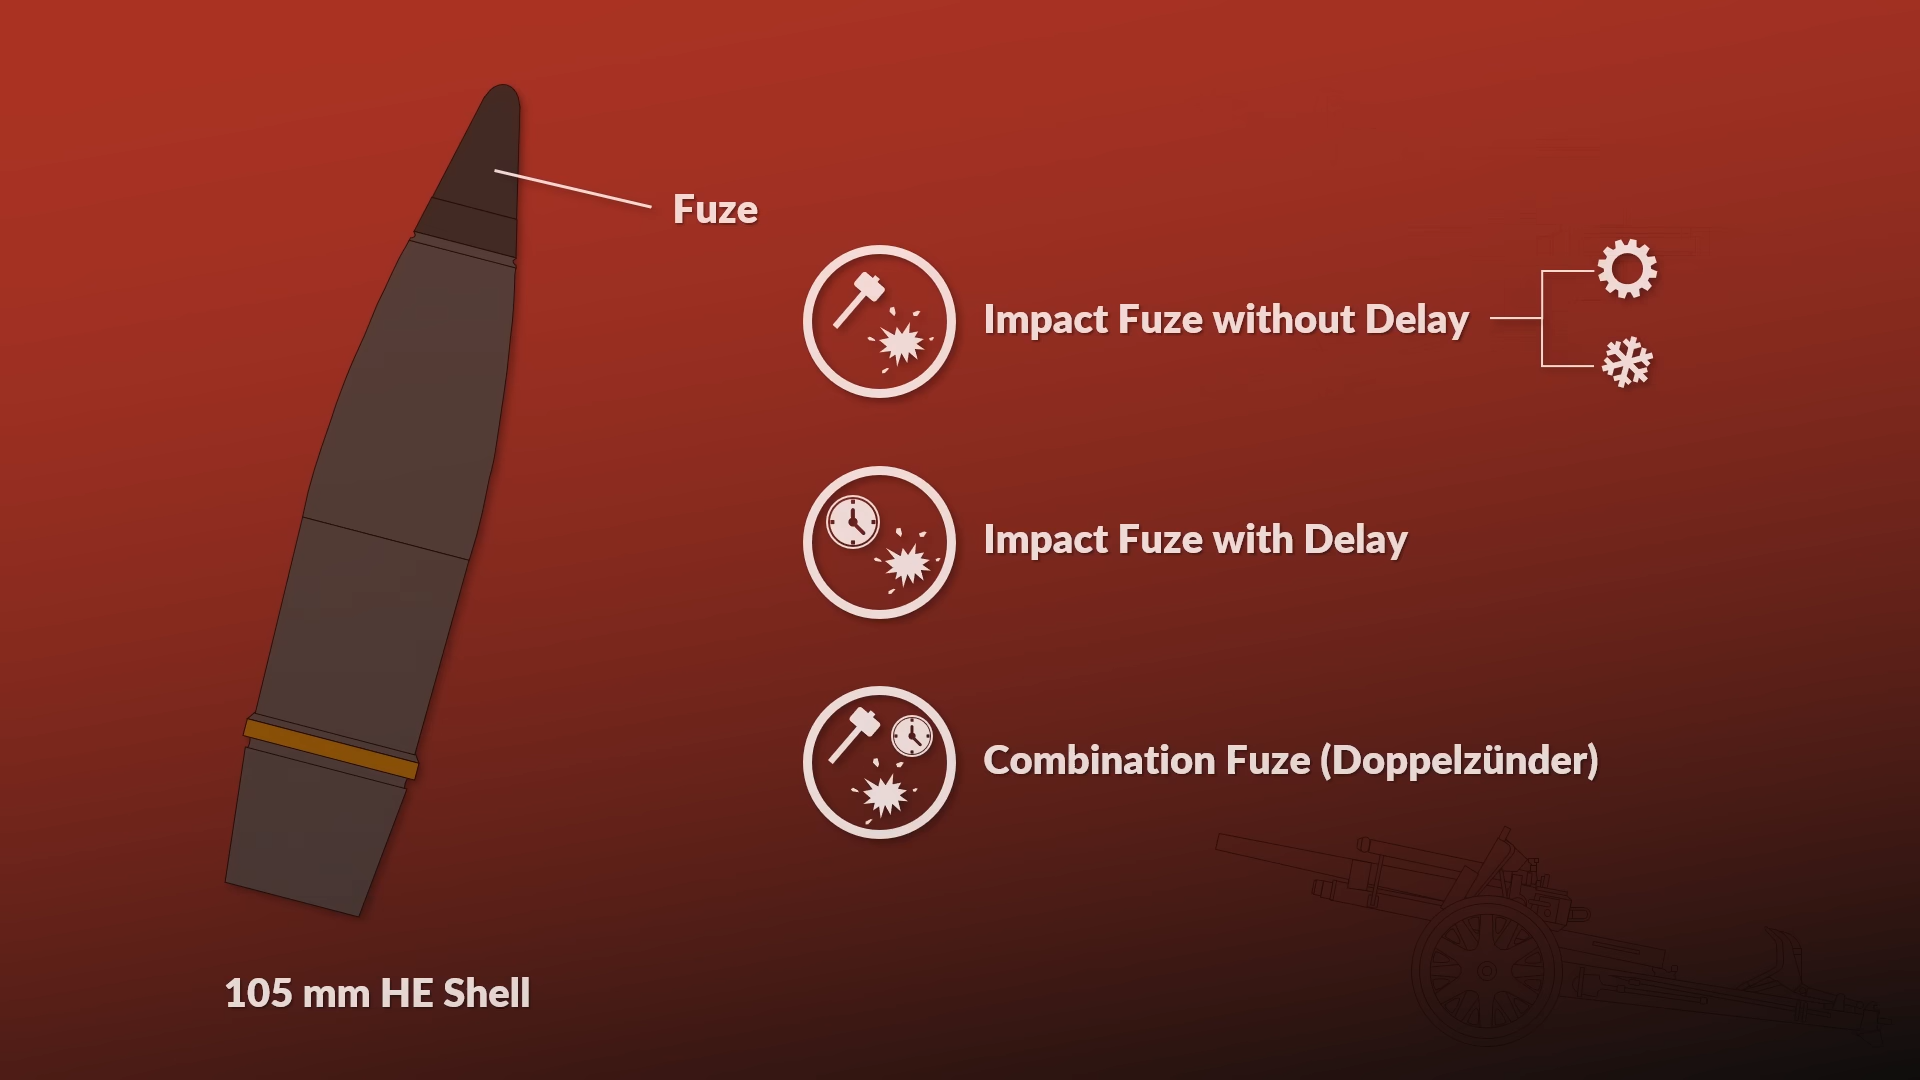 Fuze
Impact Fuze without Delay
Impact Fuze with Delay
Combination Fuze (Doppelzünder)
105 mm HE Shell